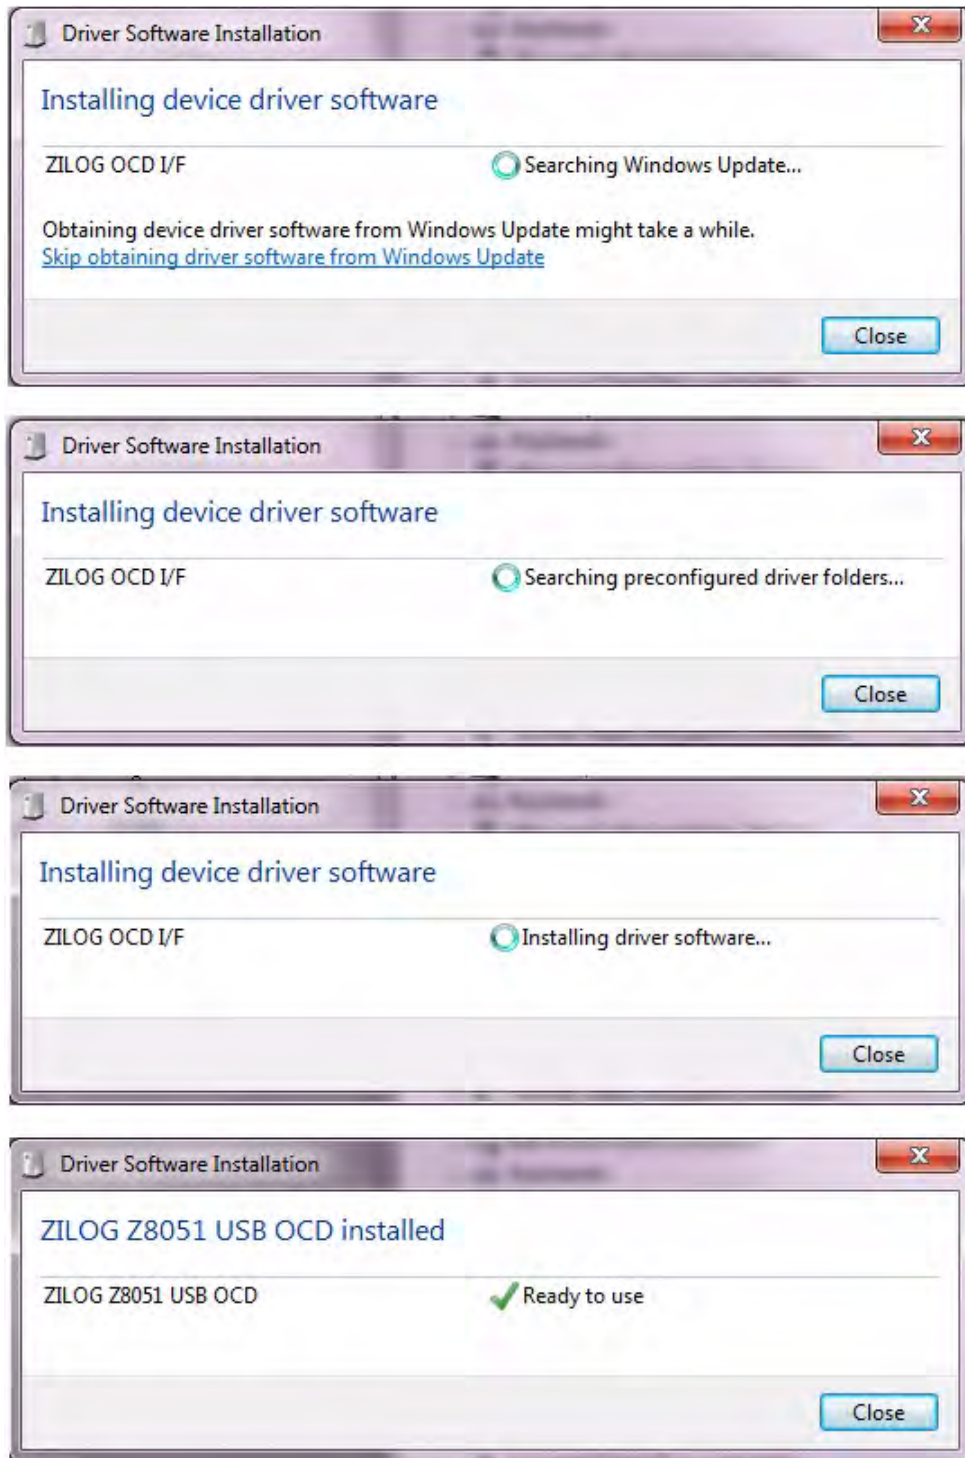 Driver Software Installation
Installing device driver software
ZILOG OCD I/F Searching Windows Update...
Obtaining device driver software from Windows Update might take a while.
Skip obtaining driver software from Windows Update
Close
Driver Software Installation
Installing device driver software
ZILOG OCD I/F Searching preconfigured driver folders...
Close
Driver Software Installation
Installing device driver software
ZILOG OCD I/F Installing driver software...
Close
Driver Software Installation
ZILOG Z8051 USB OCD installed
ZILOG Z8051 USB OCD Ready to use
Close